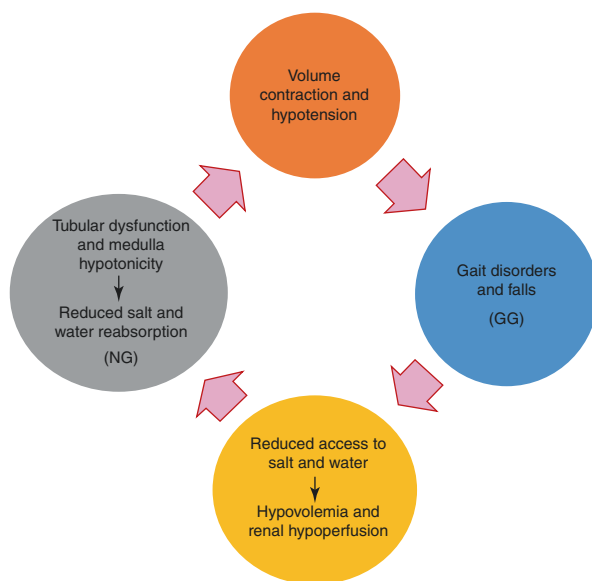 Volume
contraction and
hypotension
Gait disorders
and falls
(GG)
Reduced access to
salt and water
Hypovolemia and
renal hypoperfusion
Tubular dysfunction
and medulla
hypotonicity
Reduced salt and
water reabsorption
(NG)